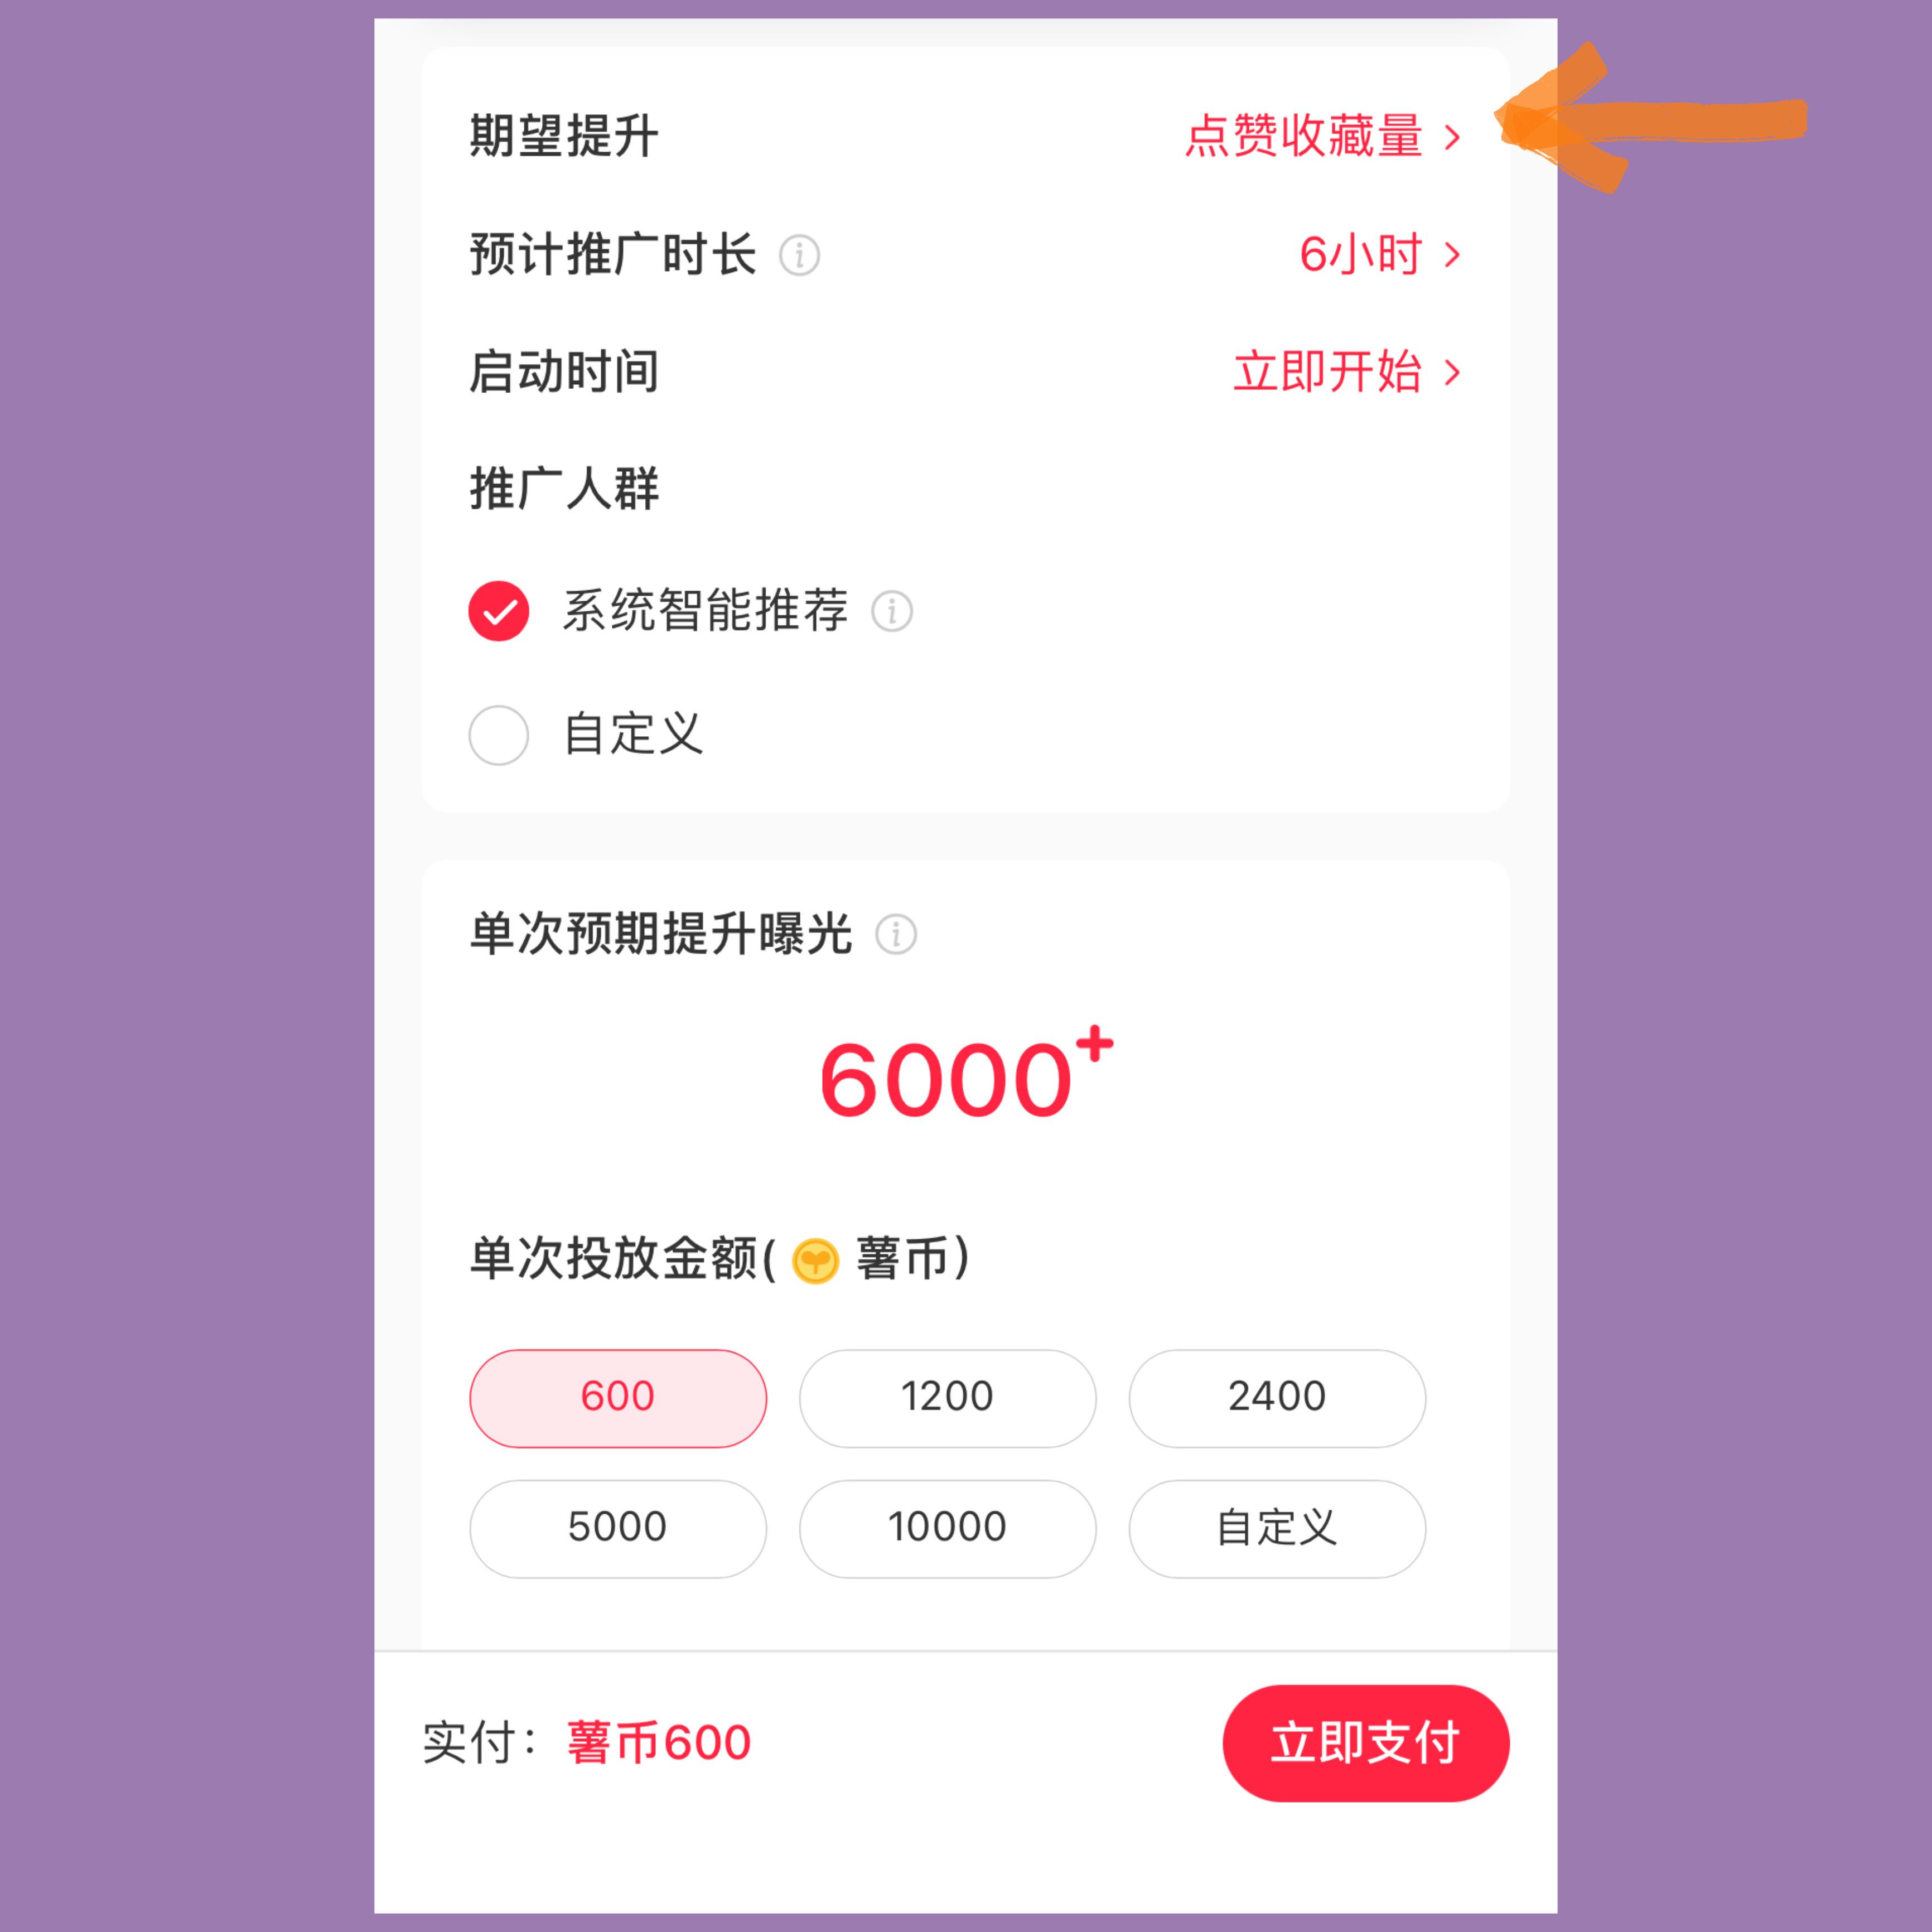 期望提升 点赞收藏量
预计推广时长 6小时
启动时间 立即开始
推广人群
系统智能推荐
自定义
单次预期提升曝光
6000+
单次投放金额( 薯币)
600 1200 2400
5000 10000 自定义
实付：薯币600 立即支付